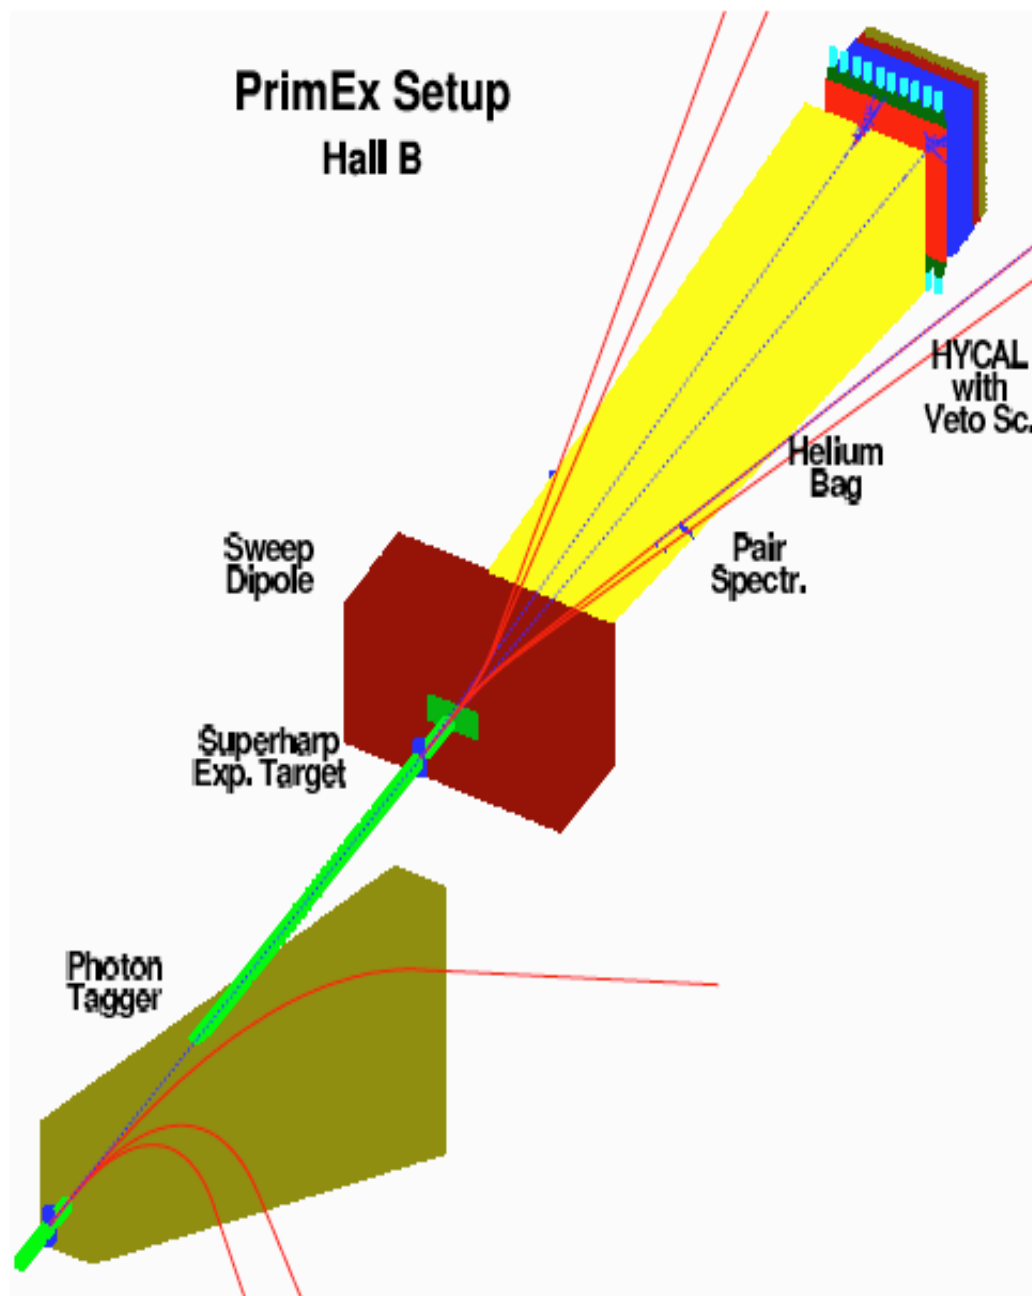 PrimEx Setup
Hall B
HYCAL
with
Veto Sc.
Helium
Bag
Sweep
Dipole
Pair
Spectr.
Superharp
Exp. Target
Photon
Tagger